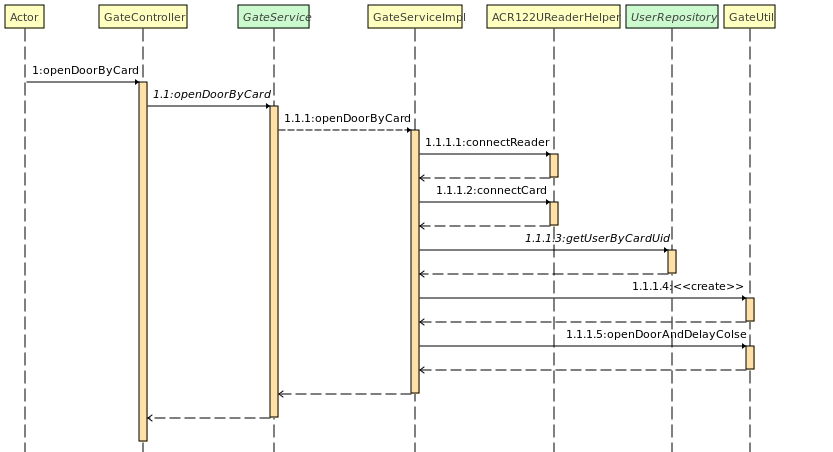 Actor
GateController
GateService
GateServiceImpl
ACR122UReaderHelper
UserRepository
GateUtil
1:openDoorByCard
1.1:openDoorByCard
1.1.1:openDoorByCard
1.1.1.1:connectReader
1.1.1.2:connectCard
1.1.1.3:getUserByCardUid
1.1.1.4:<<create>>
1.1.1.5:openDoorAndDelayColse